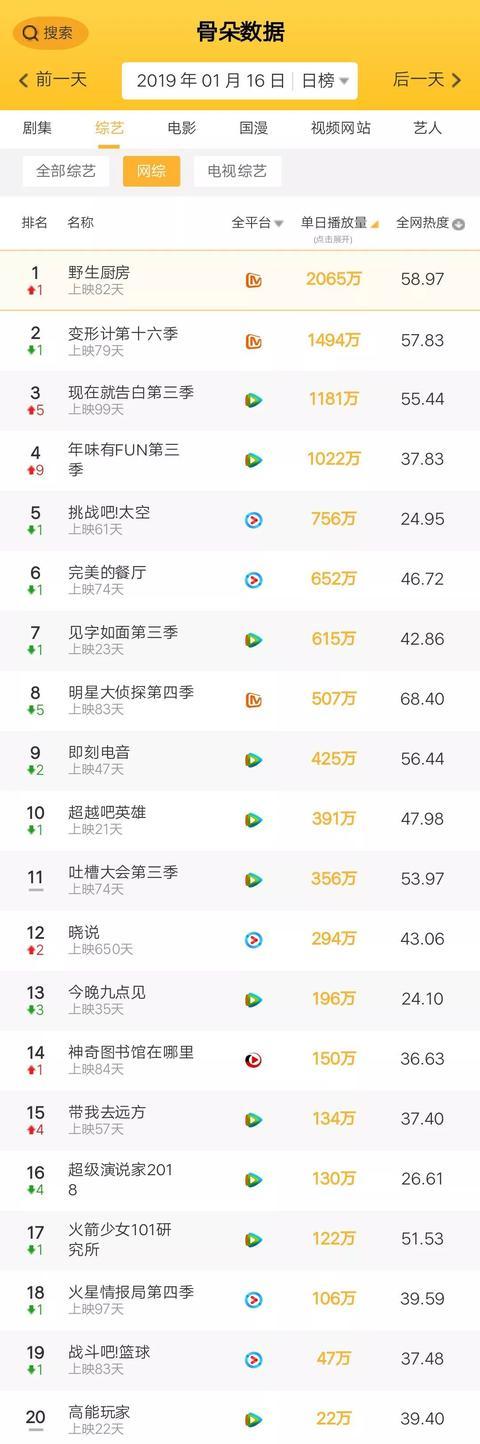 搜索
骨朵数据
前一天
2019年01月16日 日榜
后一天
剧集 综艺 电影 国漫 视频网站 艺人
全部综艺 网综 电视综艺
排名 名称 全平台 单日播放量 全网热度
(点击展开)
1 野生厨房 2065万 58.97
1 上映82天
2 变形计第十六季 1494万 57.83
1 上映79天
3 现在就告白第三季 1181万 55.44
5 上映99天
4 年味有FUN第三 1022万 37.83
9 季
5 挑战吧!太空 756万 24.95
1 上映61天
6 完美的餐厅 652万 46.72
1 上映74天
7 见字如面第三季 615万 42.86
1 上映23天
8 明星大侦探第四季 507万 68.40
5 上映83天
9 即刻电音 425万 56.44
2 上映47天
10 超越吧英雄 391万 47.98
1 上映21天
11 吐槽大会第三季 356万 53.97
上映74天
12 晓说 294万 43.06
2 上映650天
13 今晚九点见 196万 24.10
3 上映35天
14 神奇图书馆在哪里 150万 36.63
1 上映84天
15 带我去远方 134万 37.40
4 上映57天
16 超级演说家201 130万 26.61
4 8
17 火箭少女101研 122万 51.53
1 究所
18 火星情报局第四季 106万 39.59
1 上映97天
19 战斗吧!篮球 47万 37.48
1 上映83天
20 高能玩家 22万 39.40
上映22天